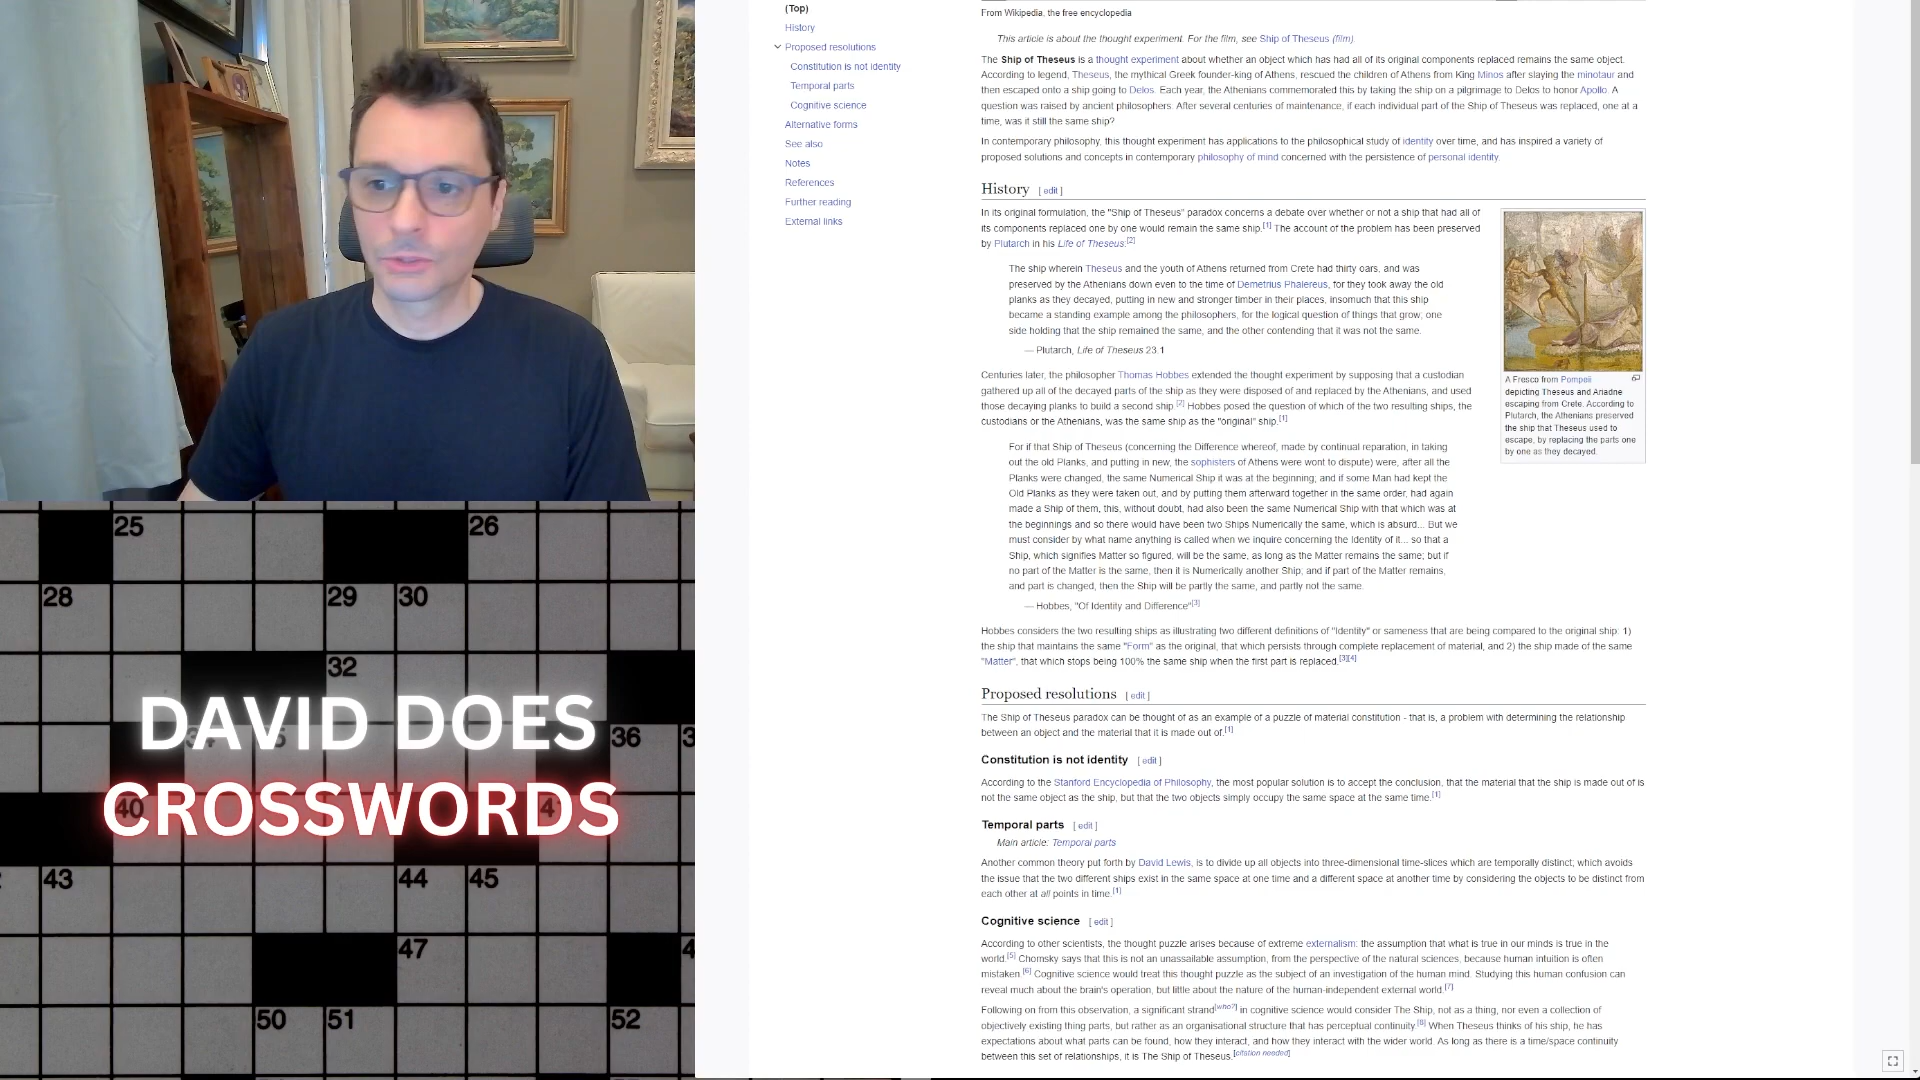 25
26
28
29
30
32
36
40
43
44
45
47
50
51
52
DAVID DOES
CROSSWORDS
(Top)
History
Proposed resolutions
Constitution is not identity
Temporal parts
Cognitive science
Alternative forms
See also
Notes
References
Further reading
External links
From Wikipedia, the free encyclopedia
This article is about the thought experiment. For the film, see Ship of Theseus (film).
The Ship of Theseus is a thought experiment about whether an object which has had all of its original components replaced remains the same object.
According to legend, Theseus, the mythical Greek founder-king of Athens, rescued the children of Athens from King Minos after slaying the minotaur and
then escaped onto a ship going to Delos. Each year, the Athenians commemorated this by taking the ship on a pilgrimage to Delos to honor Apollo. A
question was raised by ancient philosophers. After several centuries of maintenance, if each individual part of the Ship of Theseus was replaced, one at a
time, was it still the same ship?
In contemporary philosophy, this thought experiment has applications to the philosophical study of identity over time, and has inspired a variety of
proposed solutions and concepts in contemporary philosophy of mind concerned with the persistence of personal identity.
History [ edit ]
In its original formulation, the "Ship of Theseus" paradox concerns a debate over whether or not a ship that had all of
its components replaced one by one would remain the same ship.[1] The account of the problem has been preserved
by Plutarch in his Life of Theseus:[2]
The ship wherein Theseus and the youth of Athens returned from Crete had thirty oars, and was
preserved by the Athenians down even to the time of Demetrius Phalereus, for they took away the old
planks as they decayed, putting in new and stronger timber in their places, insomuch that this ship
became a standing example among the philosophers, for the logical question of things that grow; one
side holding that the ship remained the same, and the other contending that it was not the same.
— Plutarch, Life of Theseus 23.1
Centuries later, the philosopher Thomas Hobbes extended the thought experiment by supposing that a custodian
gathered up all of the decayed parts of the ship as they were disposed of and replaced by the Athenians, and used
those decaying planks to build a second ship.[2] Hobbes posed the question of which of the two resulting ships, the
custodians or the Athenians, was the same ship as the "original" ship.[1]
For if that Ship of Theseus (concerning the Difference whereof, made by continual reparation, in taking
out the old Planks, and putting in new, the sophisters of Athens were wont to dispute) were, after all the
Planks were changed, the same Numerical Ship it was at the beginning; and if some Man had kept the
Old Planks as they were taken out, and by putting them afterward together in the same order, had again
made a Ship of them, this, without doubt, had also been the same Numerical Ship with that which was at
the beginnings and so there would have been two Ships Numerically the same, which is absurd... But we
must consider by what name anything is called when we inquire concerning the Identity of it... so that a
Ship, which signifies Matter so figured, will be the same, as long as the Matter remains the same; but if
no part of the Matter is the same, then it is Numerically another Ship; and if part of the Matter remains,
and part is changed, then the Ship will be partly the same, and partly not the same.
— Hobbes, "Of Identity and Difference"[3]
A Fresco from Pompeii
depicting Theseus and Ariadne
escaping from Crete. According to
Plutarch, the Athenians preserved
the ship that Theseus used to
escape, by replacing the parts one
by one as they decayed.
Hobbes considers the two resulting ships as illustrating two different definitions of "Identity" or sameness that are being compared to the original ship: 1)
the ship that maintains the same "Form" as the original, that which persists through complete replacement of material, and 2) the ship made of the same
"Matter", that which stops being 100% the same ship when the first part is replaced.[3][4]
Proposed resolutions [ edit ]
The Ship of Theseus paradox can be thought of as an example of a puzzle of material constitution - that is, a problem with determining the relationship
between an object and the material that it is made out of.[1]
Constitution is not identity [ edit ]
According to the Stanford Encyclopedia of Philosophy, the most popular solution is to accept the conclusion, that the material that the ship is made out of is
not the same object as the ship, but that the two objects simply occupy the same space at the same time.[1]
Temporal parts [ edit ]
Main article: Temporal parts
Another common theory put forth by David Lewis, is to divide up all objects into three-dimensional time-slices which are temporally distinct; which avoids
the issue that the two different ships exist in the same space at one time and a different space at another time by considering the objects to be distinct from
each other at all points in time.[1]
Cognitive science [ edit ]
According to other scientists, the thought puzzle arises because of extreme externalism: the assumption that what is true in our minds is true in the
world.[5] Chomsky says that this is not an unassailable assumption, from the perspective of the natural sciences, because human intuition is often
mistaken.[6] Cognitive science would treat this thought puzzle as the subject of an investigation of the human mind. Studying this human confusion can
reveal much about the brain's operation, but little about the nature of the human-independent external world.[7]
Following on from this observation, a significant strand[who?] in cognitive science would consider The Ship, not as a thing, nor even a collection of
objectively existing thing parts, but rather as an organisational structure that has perceptual continuity.[8] When Theseus thinks of his ship, he has
expectations about what parts can be found, how they interact, and how they interact with the wider world. As long as there is a time/space continuity
between this set of relationships, it is The Ship of Theseus.[citation needed]